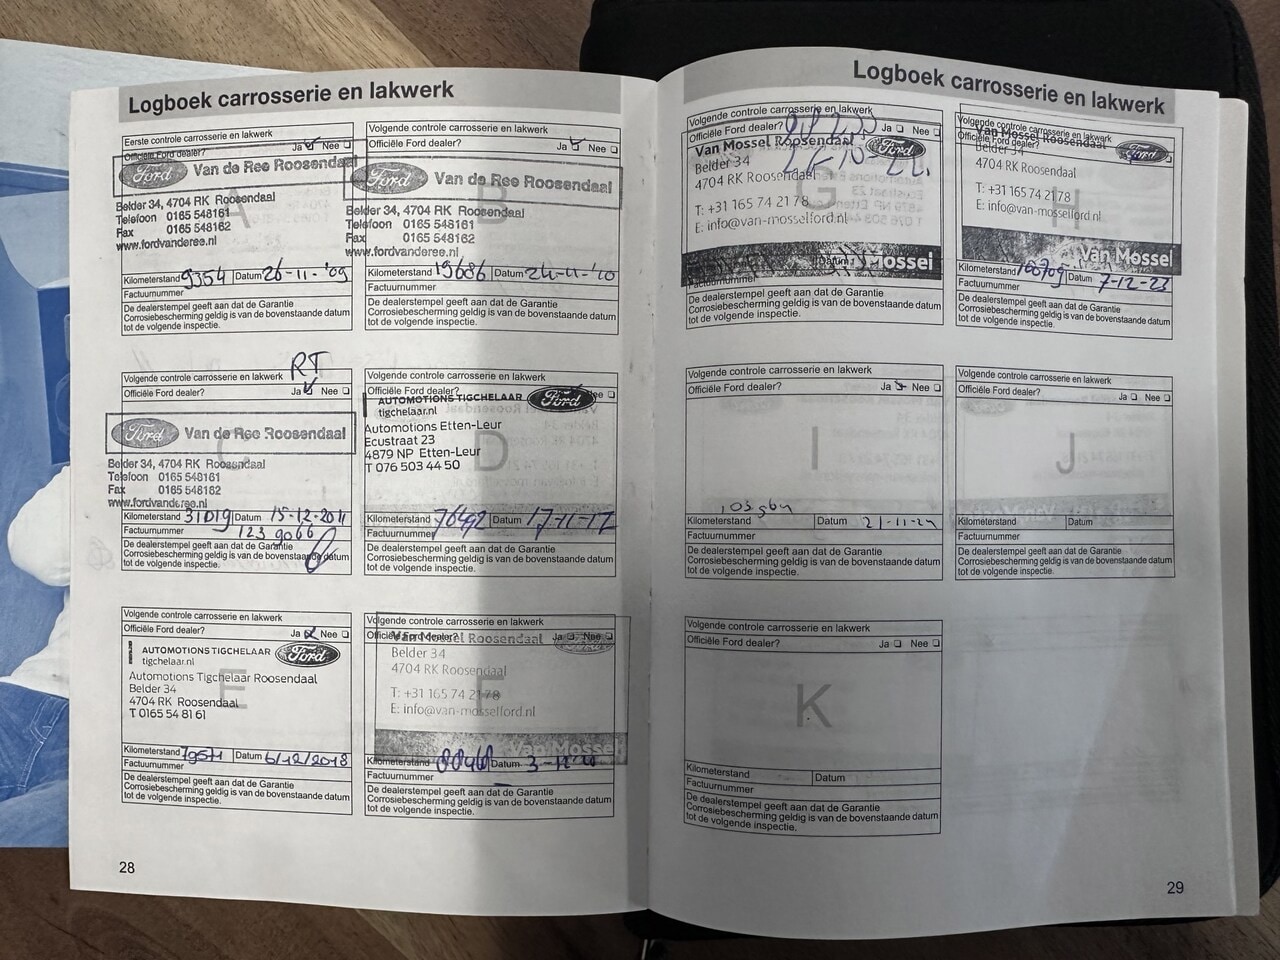 Logboek carrosserie en lakwerk
Eerste controle carrosserie en lakwerk
Officiële Ford dealer? Ja Nee
Ford Van de Ree Roosendaal
A
Belder 34, 4704 RK Roosendaal
Telefoon 0165 548161
Fax 0165 548162
www.fordvanderee.nl
Kilometerstand 9354 Datum 26-11-'09
Factuurnummer
De dealerstempel geeft aan dat de Garantie
Corrosiebescherming geldig is van de bovenstaande datum
tot de volgende inspectie.
Volgende controle carrosserie en lakwerk
Officiële Ford dealer? Ja Nee
Ford Van de Ree Roosendaal
B
Belder 34, 4704 RK Roosendaal
Telefoon 0165 548161
Fax 0165 548162
www.fordvanderee.nl
Kilometerstand 19686 Datum 24-11-'10
Factuurnummer
De dealerstempel geeft aan dat de Garantie
Corrosiebescherming geldig is van de bovenstaande datum
tot de volgende inspectie.
RT
Volgende controle carrosserie en lakwerk
Officiële Ford dealer? Ja Nee
Ford Van de Ree Roosendaal
C
Belder 34, 4704 RK Roosendaal
Telefoon 0165 548161
Fax 0165 548162
www.fordvanderee.nl
Kilometerstand 31019 Datum 15-12-2011
Factuurnummer 1239066
De dealerstempel geeft aan dat de Garantie
Corrosiebescherming geldig is van de bovenstaande datum
tot de volgende inspectie.
Volgende controle carrosserie en lakwerk
Officiële Ford dealer? Nee
AUTOMOTIONS TIGCHELAAR Ford
tigchelaar.nl
Automotions Etten-Leur
Ecustraat 23
4879 NP Etten-Leur
T 076 503 44 50
D
Kilometerstand 76492 Datum 17-11-17
Factuurnummer
De dealerstempel geeft aan dat de Garantie
Corrosiebescherming geldig is van de bovenstaande datum
tot de volgende inspectie.
Volgende controle carrosserie en lakwerk
Officiële Ford dealer? Ja Nee
AUTOMOTIONS TIGCHELAAR Ford
tigchelaar.nl
Automotions Tigchelaar Roosendaal
Belder 34
4704 RK Roosendaal
T 0165 54 81 61
E
Kilometerstand Datum 6/12/2018
Factuurnummer
De dealerstempel geeft aan dat de Garantie
Corrosiebescherming geldig is van de bovenstaande datum
tot de volgende inspectie.
Volgende controle carrosserie en lakwerk
Officiële Ford dealer? Ja Nee
Van Mossel Roosendaal
Belder 34
4704 RK Roosendaal
T: +31 165 74 21 78
E: info@van-mosselford.nl
F
Van Mossel
Kilometerstand Datum
Factuurnummer
De dealerstempel geeft aan dat de Garantie
Corrosiebescherming geldig is van de bovenstaande datum
tot de volgende inspectie.
28
Logboek carrosserie en lakwerk
Volgende controle carrosserie en lakwerk
Officiële Ford dealer? Ja Nee
Van Mossel Roosendaal Ford
Belder 34
4704 RK Roosendaal
T: +31 165 74 21 78
E: info@van-mosselford.nl
G
Datum Mossel
Factuurnummer
De dealerstempel geeft aan dat de Garantie
Corrosiebescherming geldig is van de bovenstaande datum
tot de volgende inspectie.
Volgende controle carrosserie en lakwerk
Officiële Ford dealer?
Van Mossel Roosendaal
Belder 34
4704 RK Roosendaal
T: +31 165 74 21 78
E: info@van-mosselford.nl
H
Van Mossel
Kilometerstand 100709 Datum 7-12-23
Factuurnummer
De dealerstempel geeft aan dat de Garantie
Corrosiebescherming geldig is van de bovenstaande datum
tot de volgende inspectie.
Volgende controle carrosserie en lakwerk
Officiële Ford dealer? Ja Nee
I
Kilometerstand Datum 21-11-24
Factuurnummer
De dealerstempel geeft aan dat de Garantie
Corrosiebescherming geldig is van de bovenstaande datum
tot de volgende inspectie.
Volgende controle carrosserie en lakwerk
Officiële Ford dealer? Ja Nee
J
Kilometerstand Datum
Factuurnummer
De dealerstempel geeft aan dat de Garantie
Corrosiebescherming geldig is van de bovenstaande datum
tot de volgende inspectie.
Volgende controle carrosserie en lakwerk
Officiële Ford dealer? Ja Nee
K
Kilometerstand Datum
Factuurnummer
De dealerstempel geeft aan dat de Garantie
Corrosiebescherming geldig is van de bovenstaande datum
tot de volgende inspectie.
29